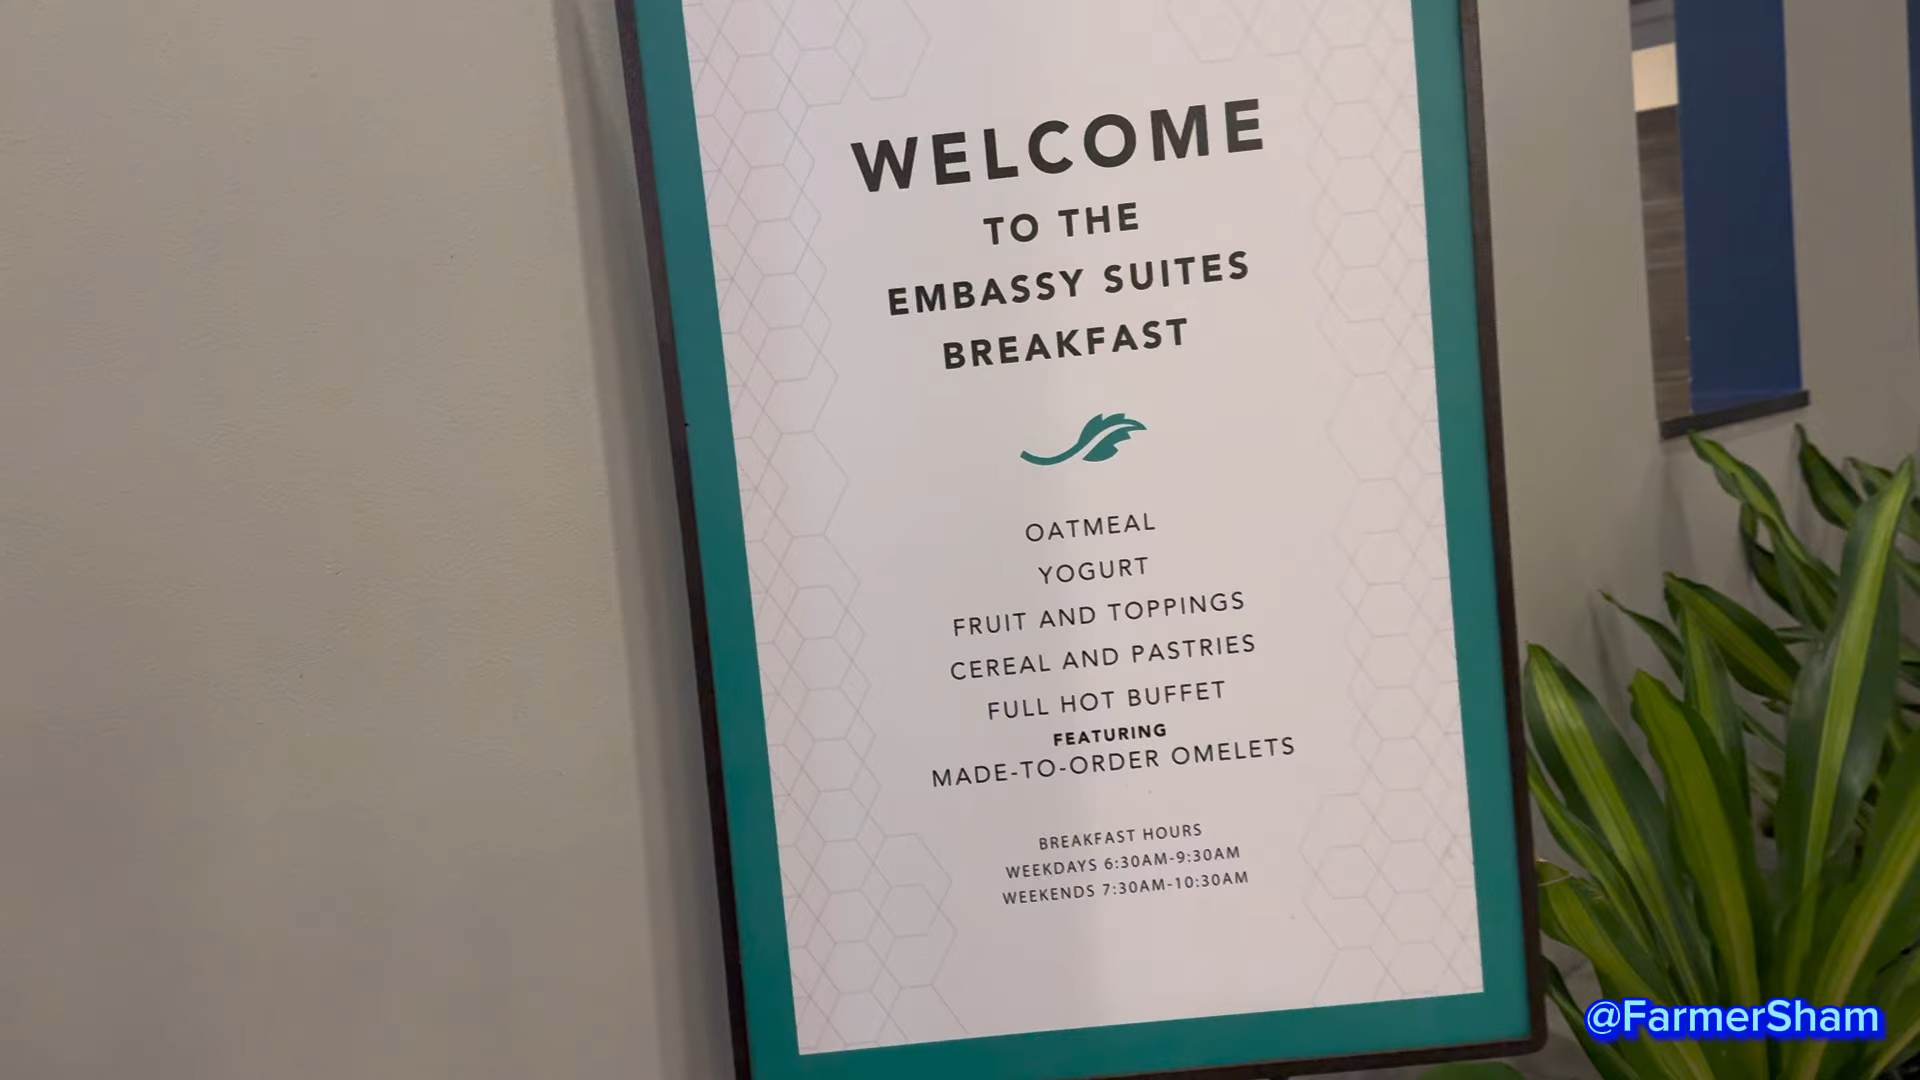 WELCOME
TO THE
EMBASSY SUITES
BREAKFAST
OATMEAL
YOGURT
FRUIT AND TOPPINGS
CEREAL AND PASTRIES
FULL HOT BUFFET
FEATURING
MADE-TO-ORDER OMELETS
BREAKFAST HOURS
WEEKDAYS 6:30AM-9:30AM
WEEKENDS 7:30AM-10:30AM
@FarmerSham